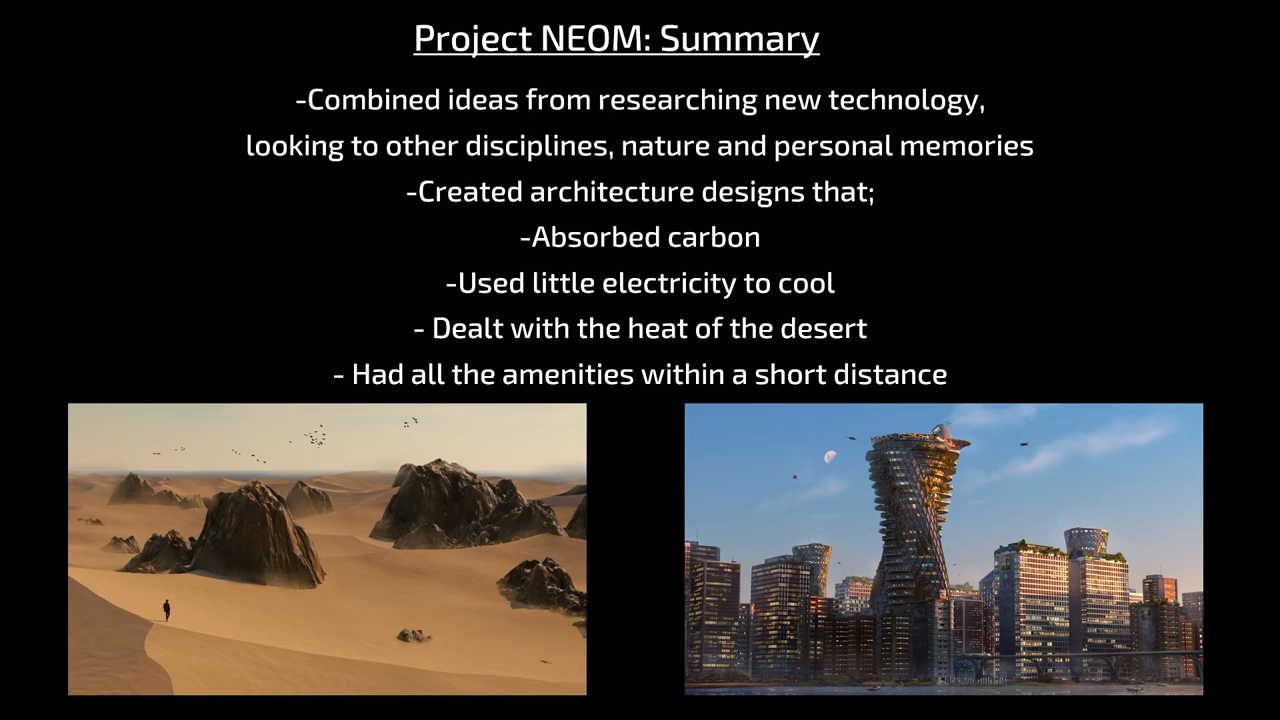 Project NEOM: Summary
-Combined ideas from researching new technology,
looking to other disciplines, nature and personal memories
-Created architecture designs that;
-Absorbed carbon
-Used little electricity to cool
- Dealt with the heat of the desert
- Had all the amenities within a short distance